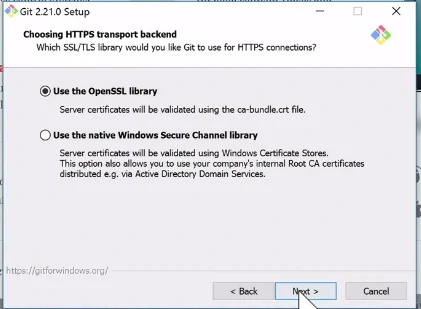 Git 2.21.0 Setup
Choosing HTTPS transport backend
Which SSL/TLS library would you like Git to use for HTTPS connections?
Use the OpenSSL library
Server certificates will be validated using the ca-bundle.crt file.
Use the native Windows Secure Channel library
Server certificates will be validated using Windows Certificate Stores.
This option also allows you to use your company's internal Root CA certificates
distributed e.g. via Active Directory Domain Services.
https://gitforwindows.org/
< Back
Next >
Cancel